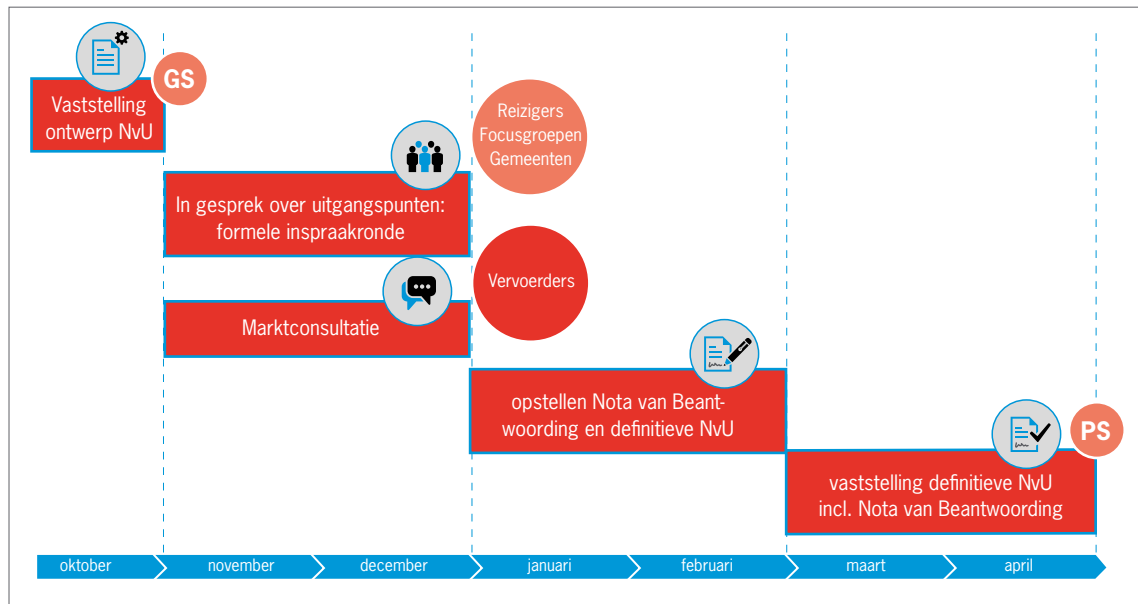 GS
Vaststelling
ontwerp NvU
Reizigers
Focusgroepen
Gemeenten
In gesprek over uitgangspunten:
formele inspraakronde
Vervoerders
Marktconsultatie
opstellen Nota van Beant-
woording en definitieve NvU
PS
vaststelling definitieve NvU
incl. Nota van Beantwoording
oktober
november
december
januari
februari
maart
april